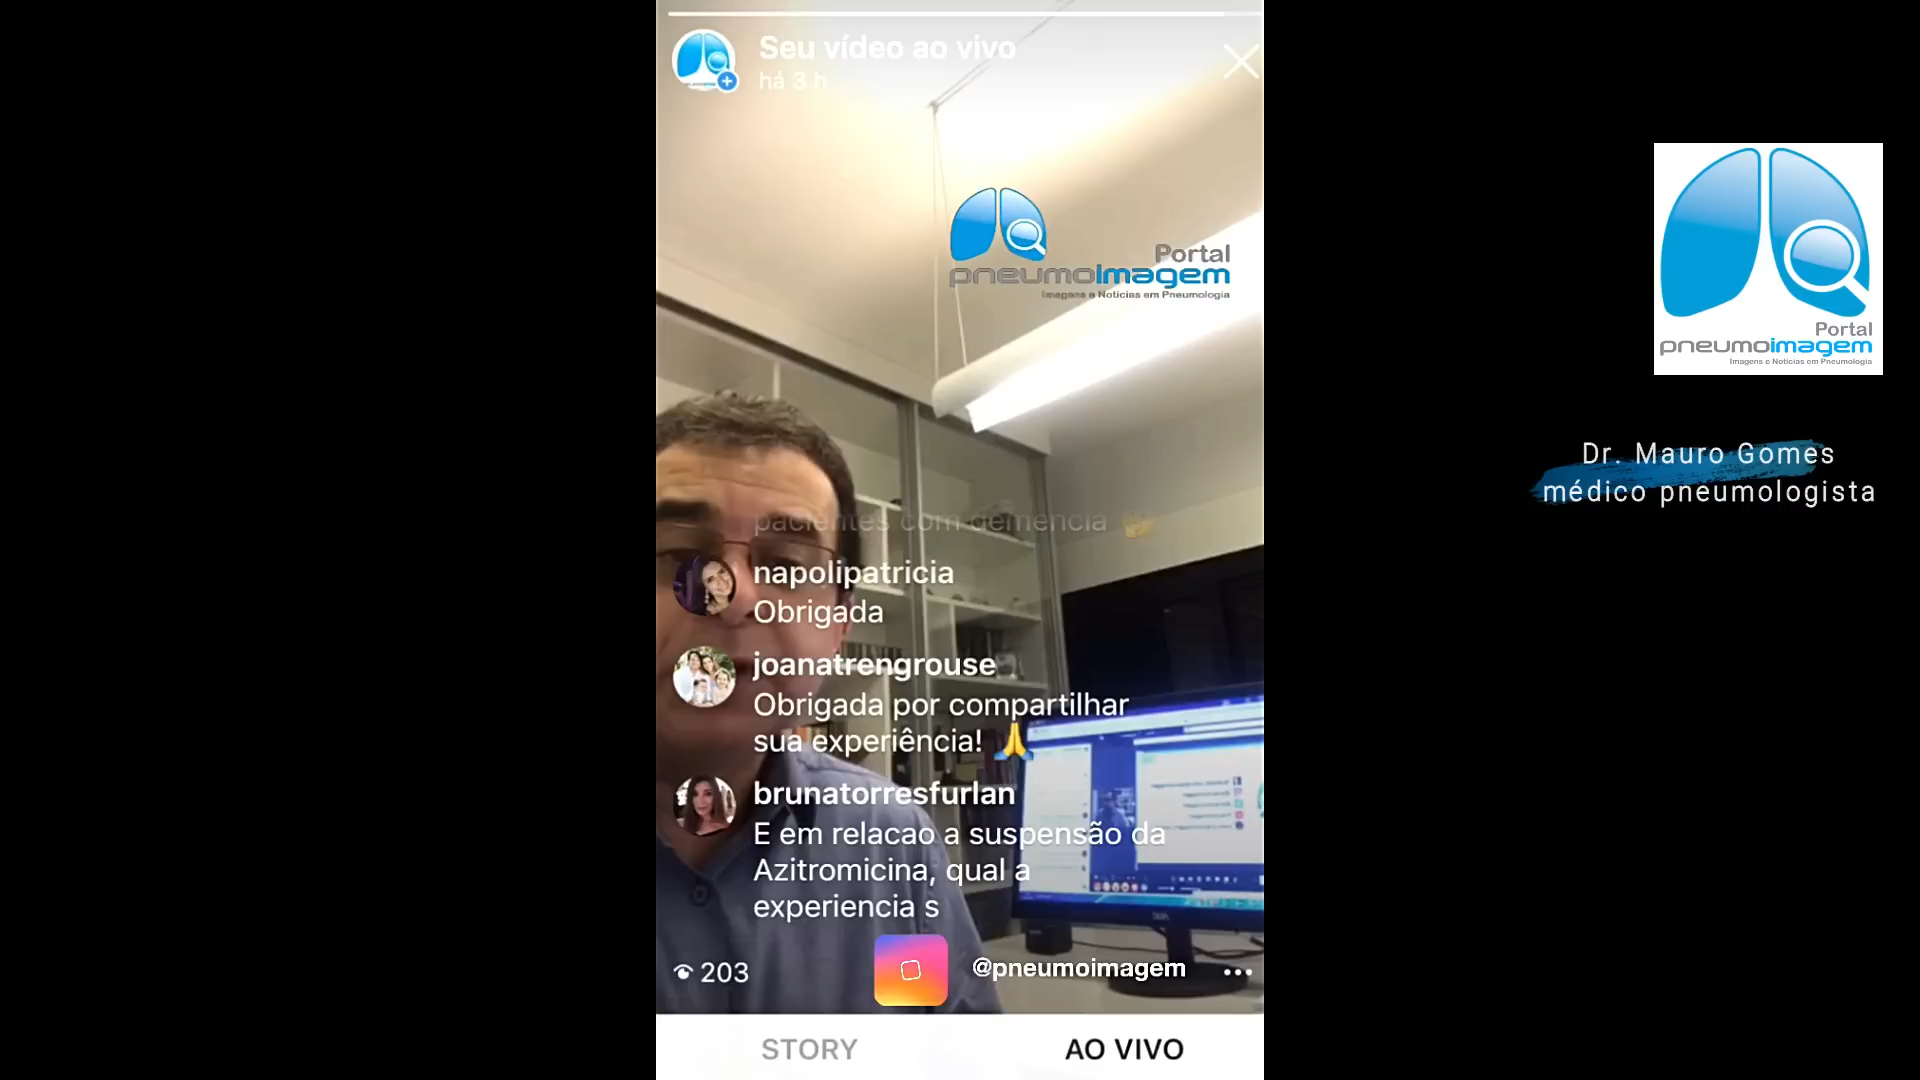 Seu vídeo ao vivo
há 3 h
Portal
pneumoimagem
Imagens e Notícias em Pneumologia
pacientes com demência
napolipatricia
Obrigada
joanatrengrouse
Obrigada por compartilhar
sua experiência! 🙏
brunatorresfurlan
E em relacao a suspensão da
Azitromicina, qual a
experiencia s
203
@pneumoimagem
STORY
AO VIVO
Portal
pneumoimagem
Imagens e Notícias em Pneumologia
Dr. Mauro Gomes
médico pneumologista